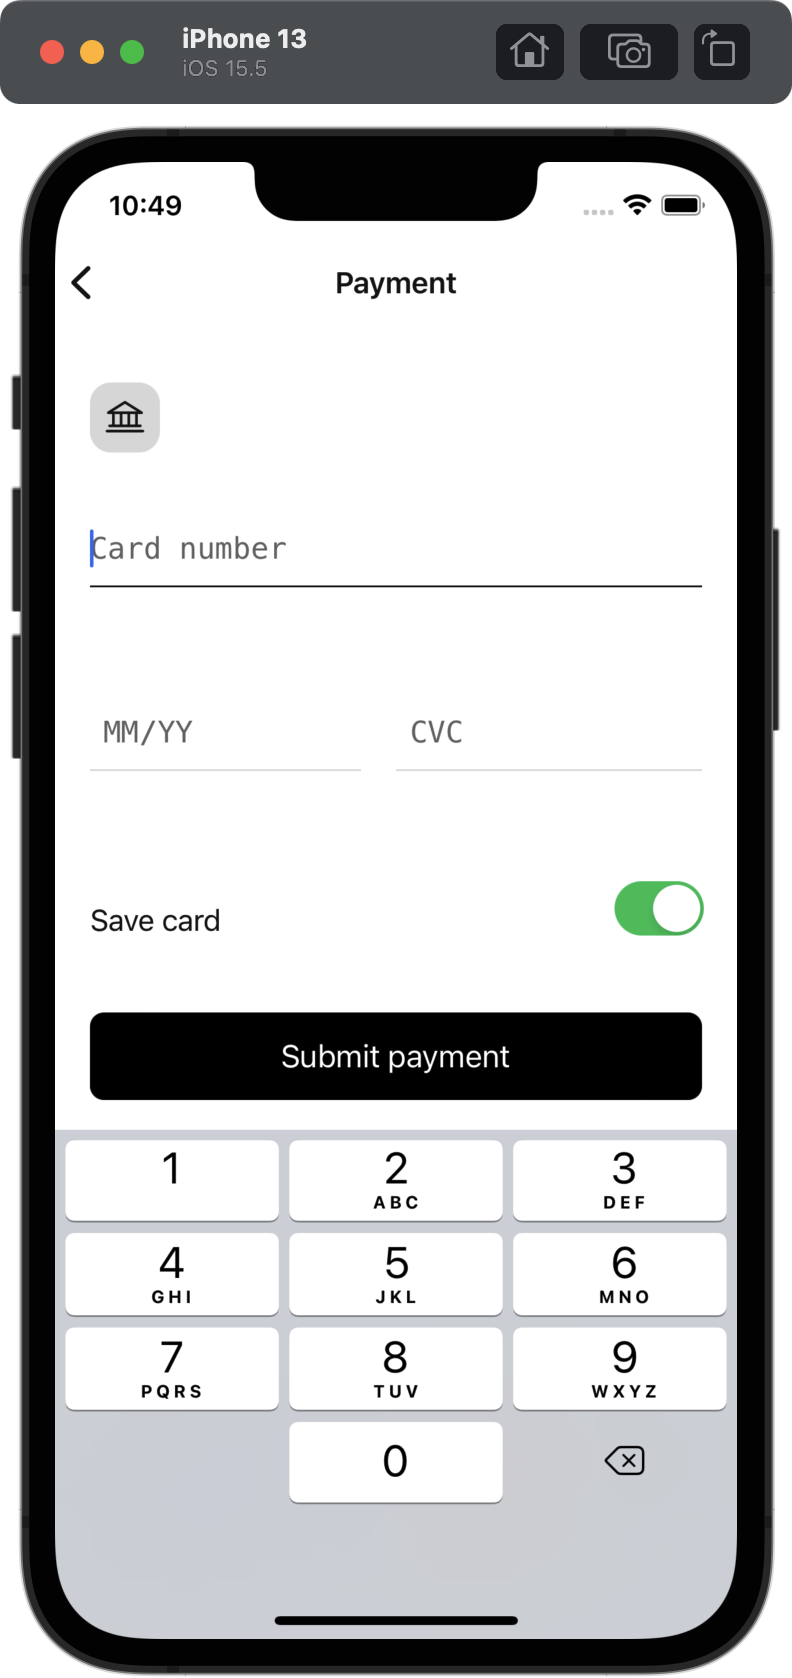 iPhone 13
iOS 15.5
10:49
Payment
Card number
MM/YY CVC
Save card
Submit payment
1 2 3
ABC DEF
4 5 6
GHI JKL MNO
7 8 9
PQRS TUV WXYZ
0